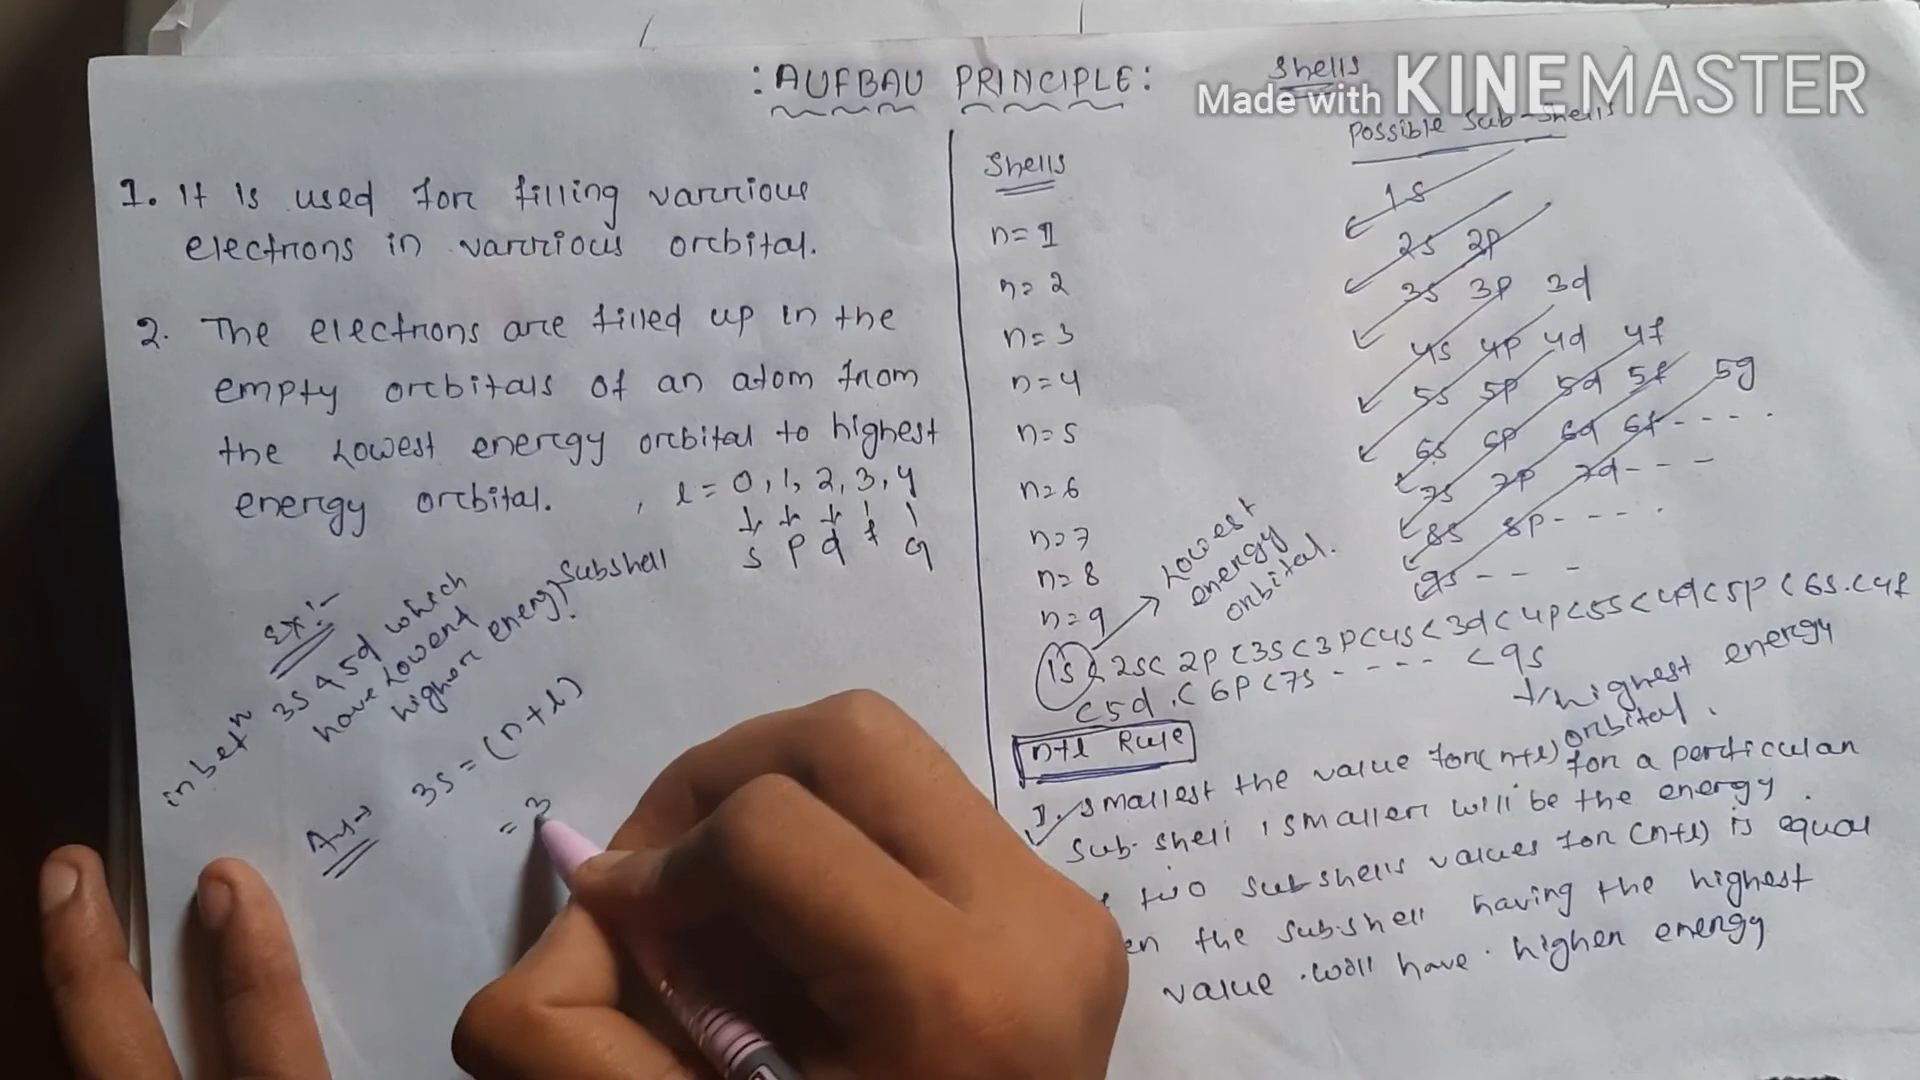 : AUFBAU PRINCIPLE :
Made with KINEMASTER
1. It is used for filling varrious
electrons in varrious orbital.
2. The electrons are filled up in the
empty orbitals of an atom from
the Lowest energy orbital to highest
energy orbital.
, l = 0, 1, 2, 3, 4
s p d f g
Ex:-
in betn 3s & 5d which
have Lowest
higher energy subshell
?
Ans→ 3s = (n+l)
= 3
Shells
n= 1
n= 2
n= 3
n= 4
n= 5
n= 6
n= 7
n= 8
n= 9
Shells
Possible Sub-shells
1s
2s 2p
3s 3p 3d
4s 4p 4d 4f
5s 5p 5d 5f 5g
6s 6p 6d 6f - - - -
7s 7p 7d - - -
8s 8p - - - -
9s - - -
Lowest
energy
orbital.
1s < 2s < 2p < 3s < 3p < 4s < 3d < 4p < 5s < 4d < 5p < 6s. < 4f
< 5d . < 6p < 7s - - - - < 9s
highest energy
orbital.
n+l Rule
1. smallest the value for (n+l) for a perticular
sub-shell, smaller will be the energy.
two subshells values for (n+l) is equal
the subshell having the highest
value will have higher energy